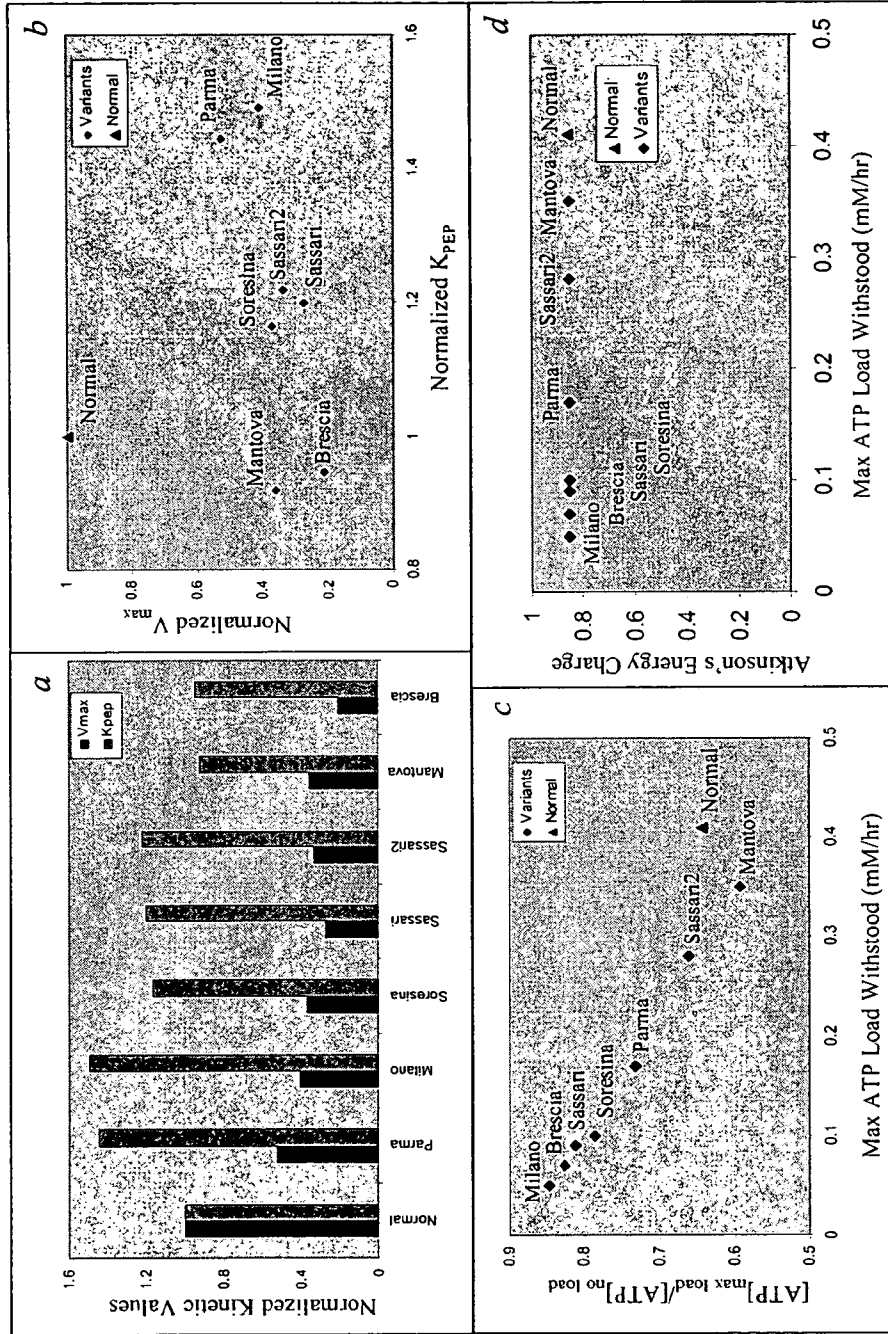 a
Normalized Kinetic Values
1.6
1.2
0.8
0.4
0
Vmax
Kpep
Normal
Parma
Milano
Soresina
Sassari
Sassari2
Mantova
Brescia
b
Normalized Vmax
1
0.8
0.6
0.4
0.2
0
Variants
Normal
Normal
Parma
Milano
Soresina
Sassari2
Sassari
Mantova
Brescia
0.8
1
1.2
1.4
1.6
Normalized KPEP
c
[ATP]max load/[ATP]no load
0.9
0.8
0.7
0.6
0.5
Variants
Normal
Milano
Brescia
Sassari
Soresina
Parma
Sassari2
Normal
Mantova
0
0.1
0.2
0.3
0.4
0.5
Max ATP Load Withstood (mM/hr)
d
Atkinson's Energy Charge
1
0.8
0.6
0.4
0.2
0
Parma
Sassari2
Mantova
Normal
Milano
Brescia
Sassari
Soresina
Normal
Variants
0
0.1
0.2
0.3
0.4
0.5
Max ATP Load Withstood (mM/hr)